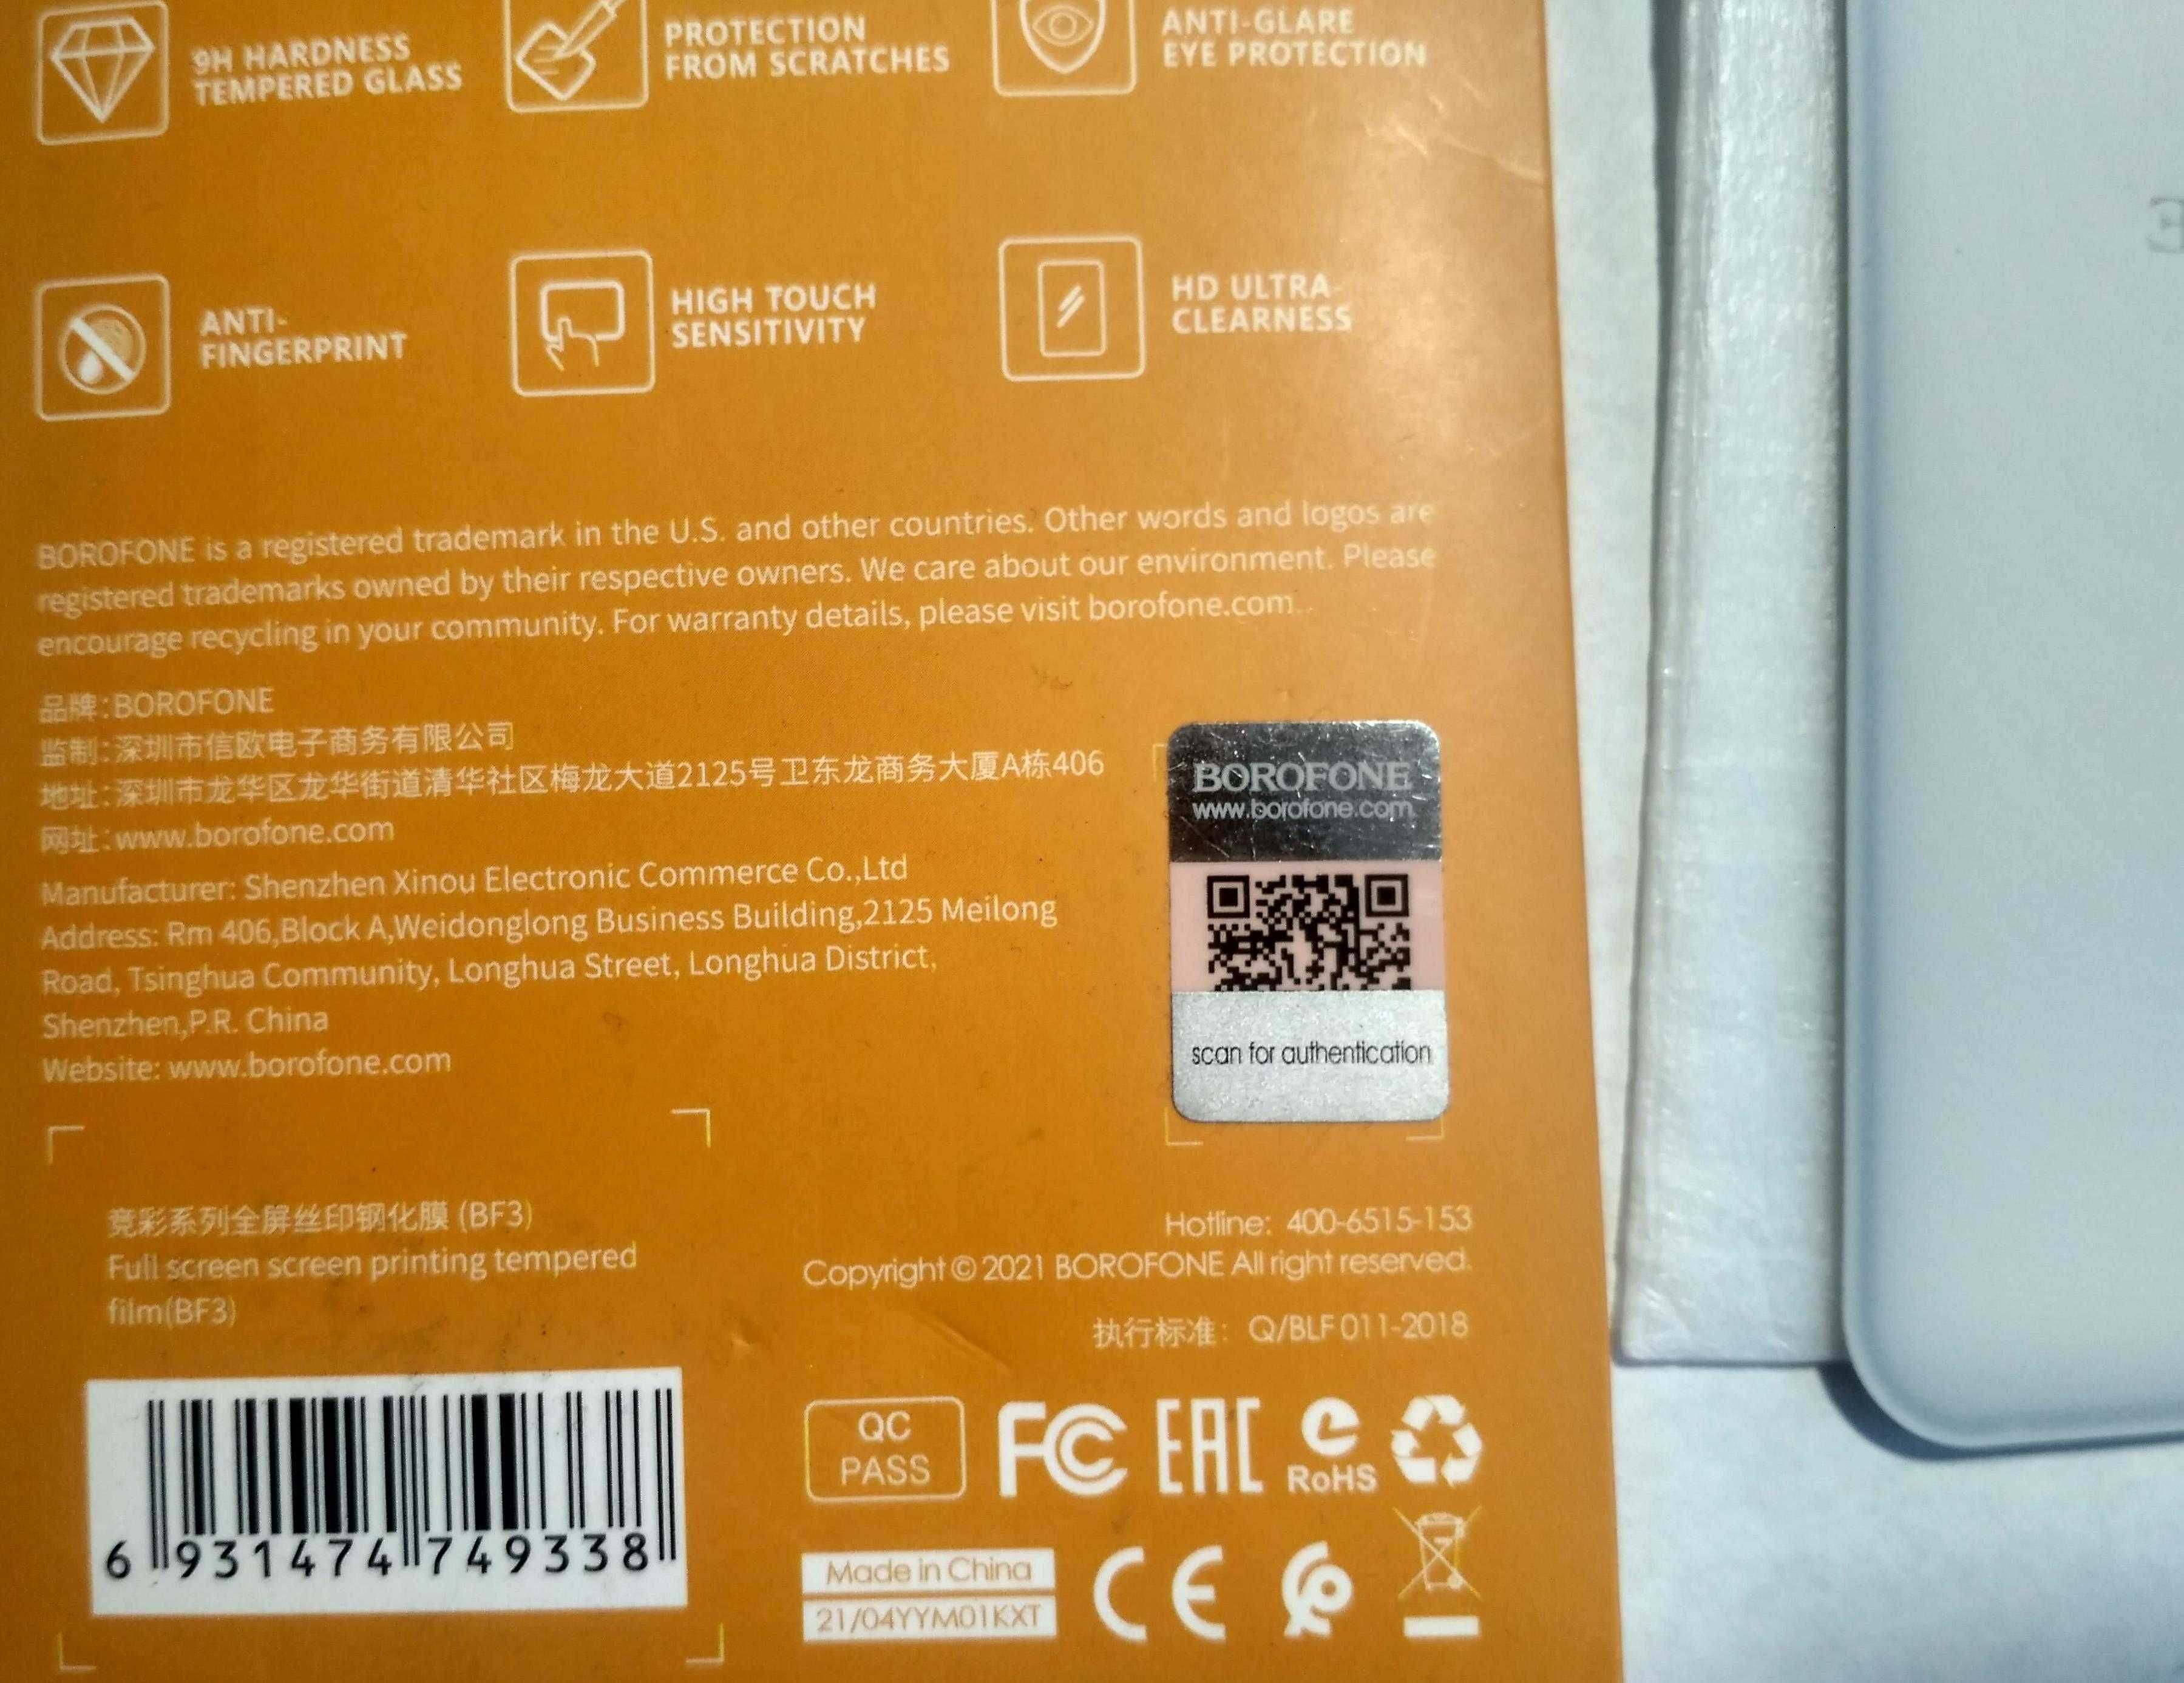 9H HARDNESS
TEMPERED GLASS
PROTECTION
FROM SCRATCHES
ANTI-GLARE
EYE PROTECTION
ANTI-
FINGERPRINT
HIGH TOUCH
SENSITIVITY
HD ULTRA-
CLEARNESS
BOROFONE is a registered trademark in the U.S. and other countries. Other words and logos are
registered trademarks owned by their respective owners. We care about our environment. Please
encourage recycling in your community. For warranty details, please visit borofone.com.
品牌:BOROFONE
监制:深圳市信欧电子商务有限公司
地址:深圳市龙华区龙华街道清华社区梅龙大道2125号卫东龙商务大厦A栋406
网址:www.borofone.com
Manufacturer: Shenzhen Xinou Electronic Commerce Co.,Ltd
Address: Rm 406,Block A,Weidonglong Business Building,2125 Meilong
Road, Tsinghua Community, Longhua Street, Longhua District,
Shenzhen,P.R. China
Website: www.borofone.com
BOROFONE
www.borofone.com
scan for authentication
竞彩系列全屏丝印钢化膜 (BF3)
Full screen screen printing tempered
film(BF3)
6 931474 749338
Hotline: 400-6515-153
Copyright © 2021 BOROFONE All right reserved.
执行标准: Q/BLF 011-2018
QC
PASS
FC EAC e
RoHS
Made in China
21/04YYM01KXT
CE